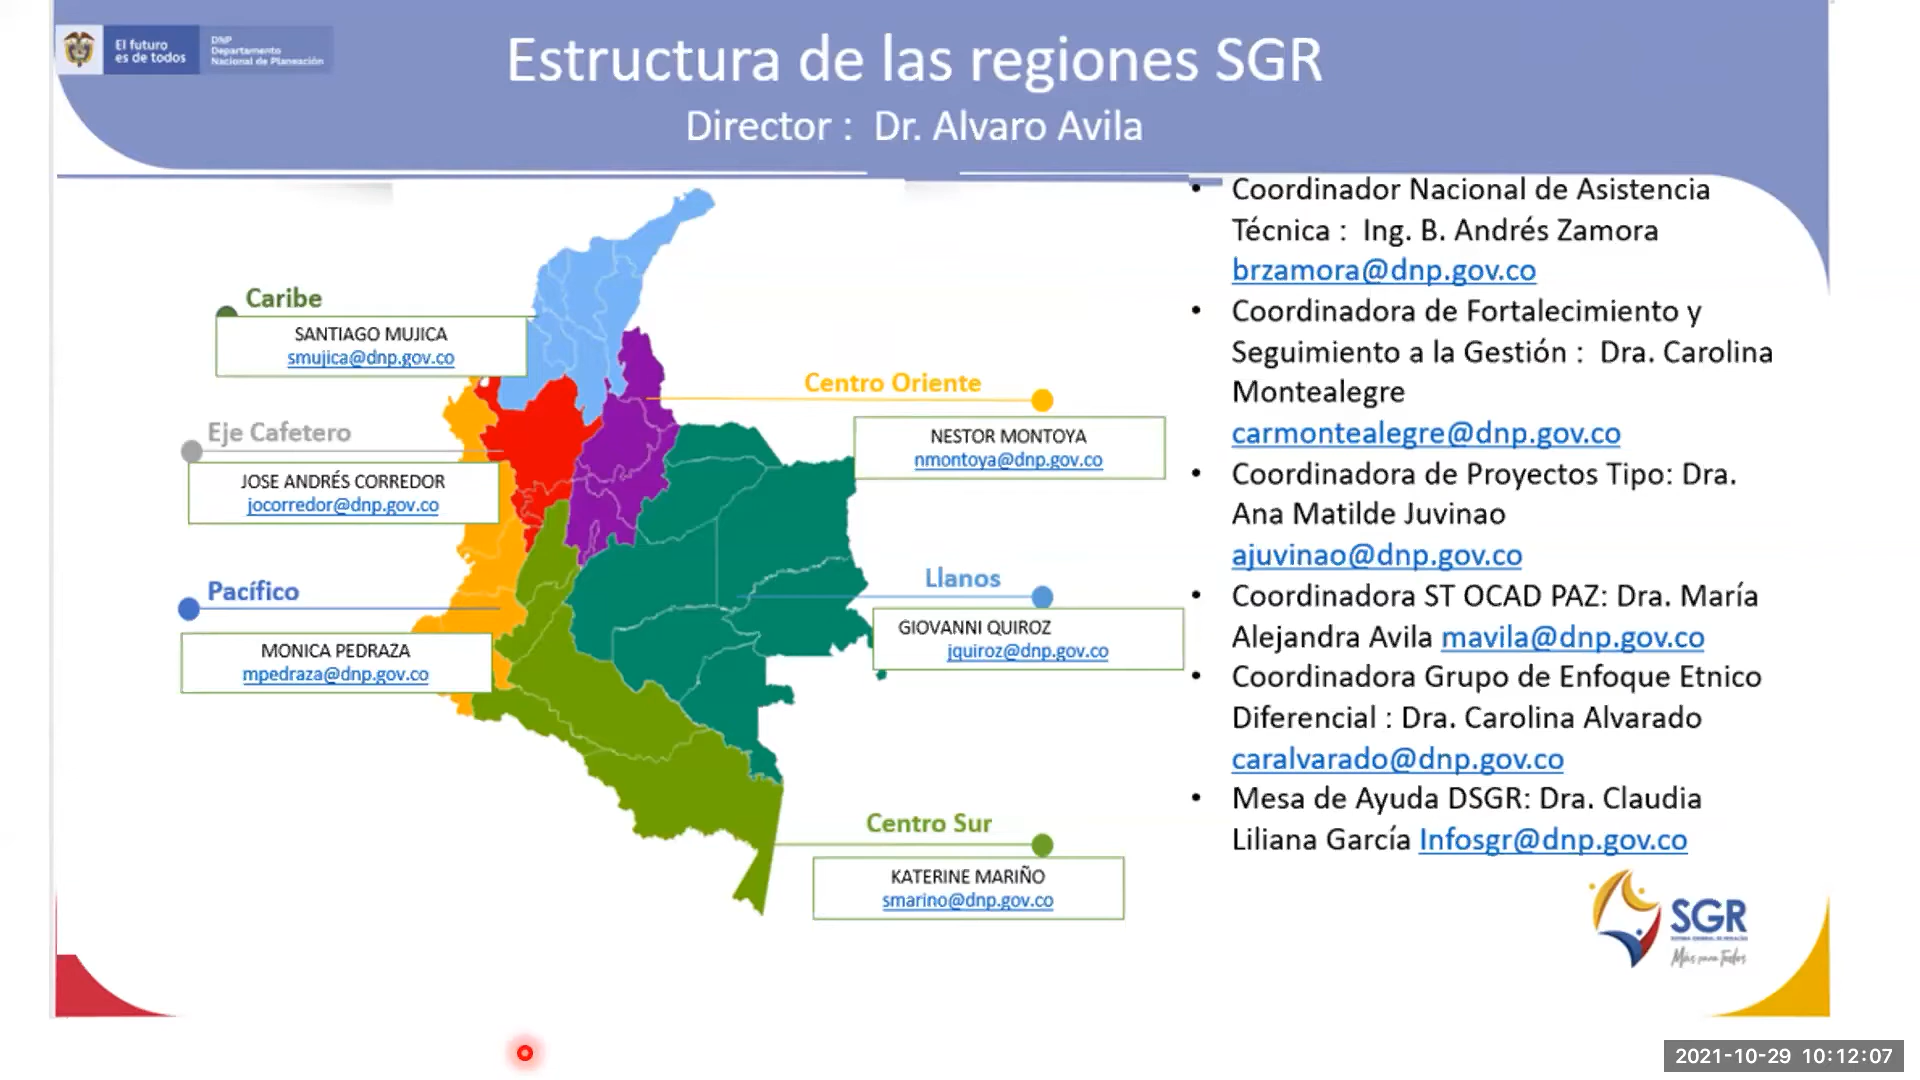 El futuro
es de todos
DNP
Departamento
Nacional de Planeación
Estructura de las regiones SGR
Director : Dr. Alvaro Avila
Caribe
SANTIAGO MUJICA
smujica@dnp.gov.co
Eje Cafetero
JOSE ANDRÉS CORREDOR
jocorredor@dnp.gov.co
Pacífico
MONICA PEDRAZA
mpedraza@dnp.gov.co
Centro Oriente
NESTOR MONTOYA
nmontoya@dnp.gov.co
Llanos
GIOVANNI QUIROZ
jquiroz@dnp.gov.co
Centro Sur
KATERINE MARIÑO
smarino@dnp.gov.co
• Coordinador Nacional de Asistencia
Técnica : Ing. B. Andrés Zamora
brzamora@dnp.gov.co
• Coordinadora de Fortalecimiento y
Seguimiento a la Gestión : Dra. Carolina
Montealegre
carmontealegre@dnp.gov.co
• Coordinadora de Proyectos Tipo: Dra.
Ana Matilde Juvinao
ajuvinao@dnp.gov.co
• Coordinadora ST OCAD PAZ: Dra. María
Alejandra Avila mavila@dnp.gov.co
• Coordinadora Grupo de Enfoque Etnico
Diferencial : Dra. Carolina Alvarado
caralvarado@dnp.gov.co
• Mesa de Ayuda DSGR: Dra. Claudia
Liliana García Infosgr@dnp.gov.co
SGR
Más para Todos
2021-10-29 10:12:07